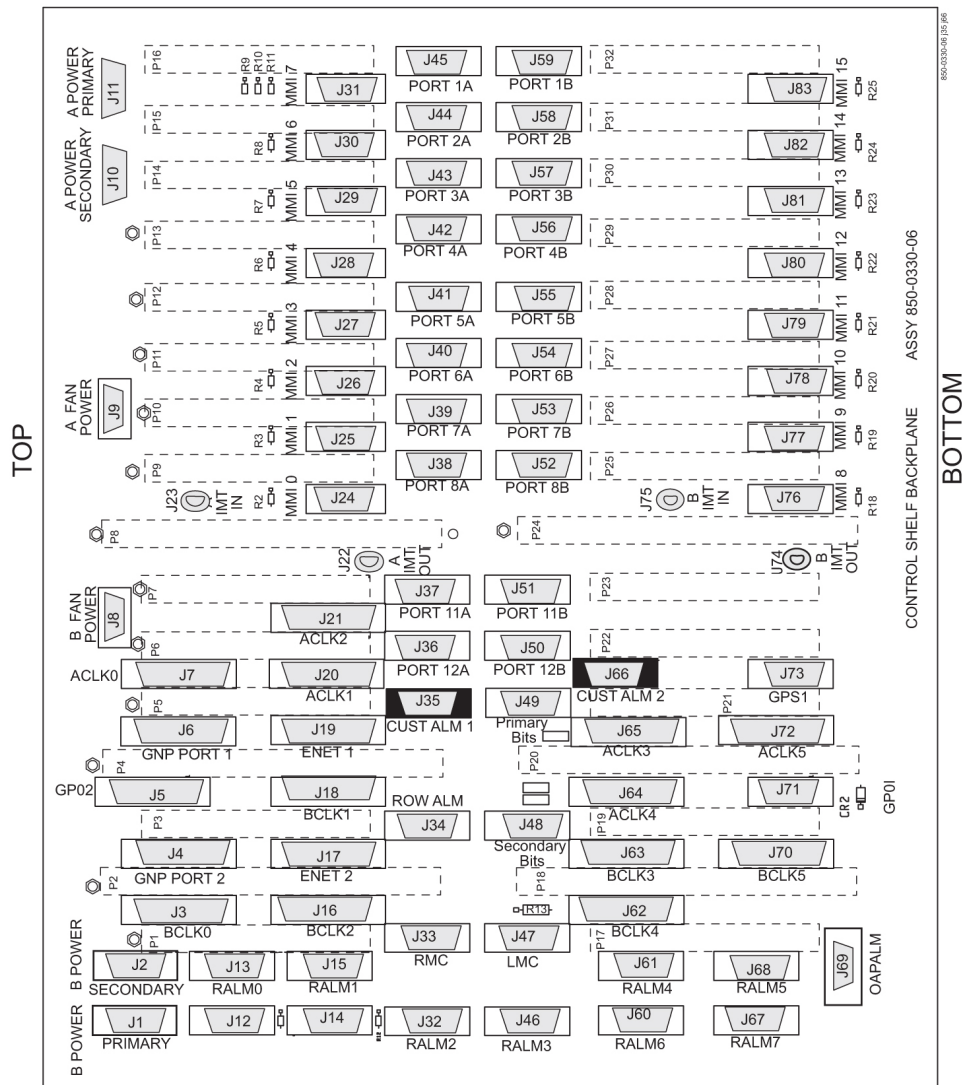 850-0330-06 j35 j66
TOP
BOTTOM
CONTROL SHELF BACKPLANE
ASSY 850-0330-06
A POWER
PRIMARY
J11
P16
R9
R10
R11
MMI 7
J31
J45
PORT 1A
J59
PORT 1B
P32
J83
MMI 15
R25
P15
R8
MMI 6
J30
J44
PORT 2A
J58
PORT 2B
P31
J82
MMI 14
R24
A POWER
SECONDARY
J10
P14
R7
MMI 5
J29
J43
PORT 3A
J57
PORT 3B
P30
J81
MMI 13
R23
P13
R6
MMI 4
J28
J42
PORT 4A
J56
PORT 4B
P29
J80
MMI 12
R22
P12
R5
MMI 3
J27
J41
PORT 5A
J55
PORT 5B
P28
J79
MMI 11
R21
P11
R4
MMI 2
J26
J40
PORT 6A
J54
PORT 6B
P27
J78
MMI 10
R20
A FAN
POWER
J9
P10
R3
MMI 1
J25
J39
PORT 7A
J53
PORT 7B
P26
J77
MMI 9
R19
P9
J23
A
IMT
IN
R2
MMI 0
J24
J38
PORT 8A
J52
PORT 8B
P25
J75
B
IMT
IN
J76
MMI 8
R18
P8
J22
A
IMT
OUT
P24
J74
B
IMT
OUT
B FAN
POWER
J8
P7
J21
ACLK2
J37
PORT 11A
J51
PORT 11B
P23
P6
ACLK0
J7
J20
ACLK1
J36
PORT 12A
J50
PORT 12B
P22
J66
CUST ALM 2
J73
GPS1
P5
J6
GNP PORT 1
J19
ENET 1
J35
CUST ALM 1
J49
Primary
Bits
J65
ACLK3
P21
J72
ACLK5
P4
GP02
J5
J18
BCLK1
ROW ALM
J34
P20
J64
ACLK4
J71
CR2
GP0I
P3
J4
GNP PORT 2
J17
ENET 2
J48
Secondary
Bits
P19
J63
BCLK3
J70
BCLK5
P2
J3
BCLK0
J16
BCLK2
P18
R13
J62
BCLK4
P1
J33
RMC
J47
LMC
P17
J69
OAPALM
B POWER
J2
SECONDARY
J13
RALM0
J15
RALM1
J61
RALM4
J68
RALM5
B POWER
J1
PRIMARY
J12
J14
J32
RALM2
J46
RALM3
J60
RALM6
J67
RALM7